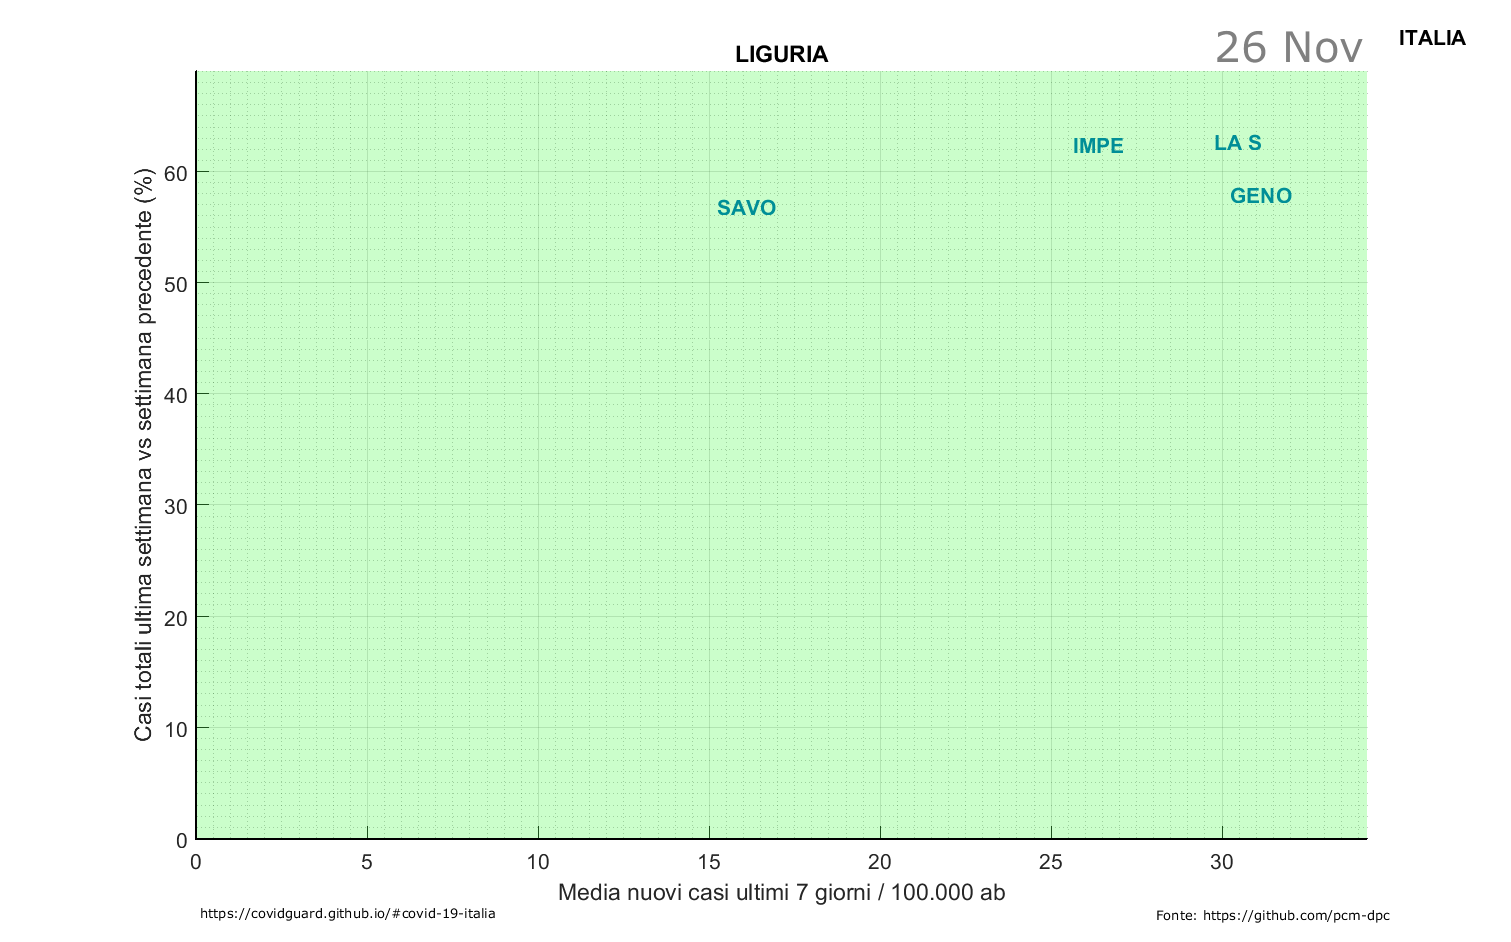 LIGURIA
26 Nov
ITALIA
IMPE
LA S
GENO
SAVO
Casi totali ultima settimana vs settimana precedente (%)
60
50
40
30
20
10
0
0 5 10 15 20 25 30
Media nuovi casi ultimi 7 giorni / 100.000 ab
https://covidguard.github.io/#covid-19-italia
Fonte: https://github.com/pcm-dpc